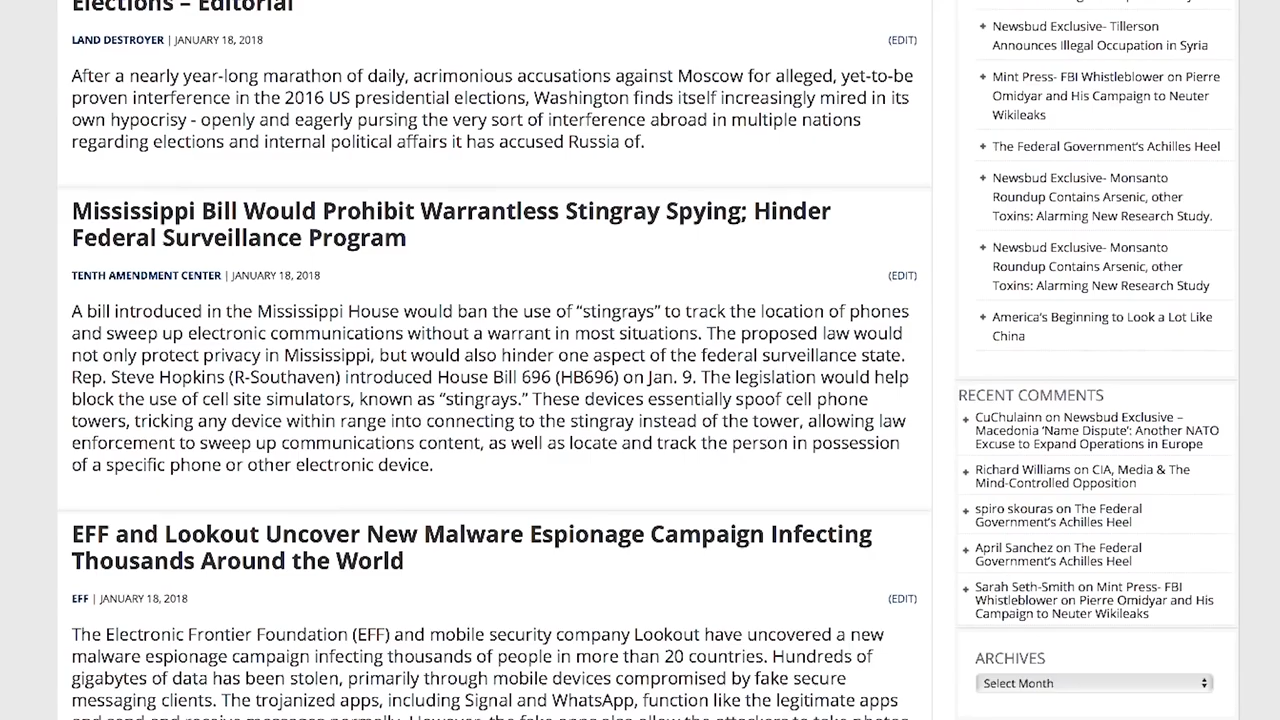 Elections – Editorial
LAND DESTROYER | JANUARY 18, 2018
(EDIT)
After a nearly year-long marathon of daily, acrimonious accusations against Moscow for alleged, yet-to-be
proven interference in the 2016 US presidential elections, Washington finds itself increasingly mired in its
own hypocrisy - openly and eagerly pursing the very sort of interference abroad in multiple nations
regarding elections and internal political affairs it has accused Russia of.
Mississippi Bill Would Prohibit Warrantless Stingray Spying; Hinder
Federal Surveillance Program
TENTH AMENDMENT CENTER | JANUARY 18, 2018
(EDIT)
A bill introduced in the Mississippi House would ban the use of “stingrays” to track the location of phones
and sweep up electronic communications without a warrant in most situations. The proposed law would
not only protect privacy in Mississippi, but would also hinder one aspect of the federal surveillance state.
Rep. Steve Hopkins (R-Southaven) introduced House Bill 696 (HB696) on Jan. 9. The legislation would help
block the use of cell site simulators, known as “stingrays.” These devices essentially spoof cell phone
towers, tricking any device within range into connecting to the stingray instead of the tower, allowing law
enforcement to sweep up communications content, as well as locate and track the person in possession
of a specific phone or other electronic device.
EFF and Lookout Uncover New Malware Espionage Campaign Infecting
Thousands Around the World
EFF | JANUARY 18, 2018
(EDIT)
The Electronic Frontier Foundation (EFF) and mobile security company Lookout have uncovered a new
malware espionage campaign infecting thousands of people in more than 20 countries. Hundreds of
gigabytes of data has been stolen, primarily through mobile devices compromised by fake secure
messaging clients. The trojanized apps, including Signal and WhatsApp, function like the legitimate apps
Newsbud Exclusive- Tillerson
Announces Illegal Occupation in Syria
Mint Press- FBI Whistleblower on Pierre
Omidyar and His Campaign to Neuter
Wikileaks
The Federal Government’s Achilles Heel
Newsbud Exclusive- Monsanto
Roundup Contains Arsenic, other
Toxins: Alarming New Research Study.
Newsbud Exclusive- Monsanto
Roundup Contains Arsenic, other
Toxins: Alarming New Research Study
America’s Beginning to Look a Lot Like
China
RECENT COMMENTS
CuChulainn on Newsbud Exclusive –
Macedonia ‘Name Dispute’: Another NATO
Excuse to Expand Operations in Europe
Richard Williams on CIA, Media & The
Mind-Controlled Opposition
spiro skouras on The Federal
Government’s Achilles Heel
April Sanchez on The Federal
Government’s Achilles Heel
Sarah Seth-Smith on Mint Press- FBI
Whistleblower on Pierre Omidyar and His
Campaign to Neuter Wikileaks
ARCHIVES
Select Month